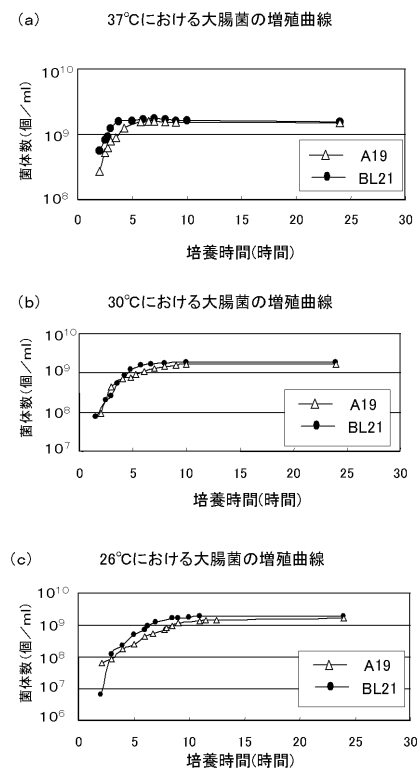 (a) 37℃における大腸菌の増殖曲線
菌体数(個/ml)
10¹⁰
10⁹
10⁸
0 5 10 15 20 25 30
A19
BL21
培養時間(時間)
(b) 30℃における大腸菌の増殖曲線
菌体数(個/ml)
10¹⁰
10⁹
10⁸
10⁷
0 5 10 15 20 25 30
A19
BL21
培養時間(時間)
(c) 26℃における大腸菌の増殖曲線
菌体数(個/ml)
10¹⁰
10⁹
10⁸
10⁷
10⁶
0 5 10 15 20 25 30
A19
BL21
培養時間(時間)